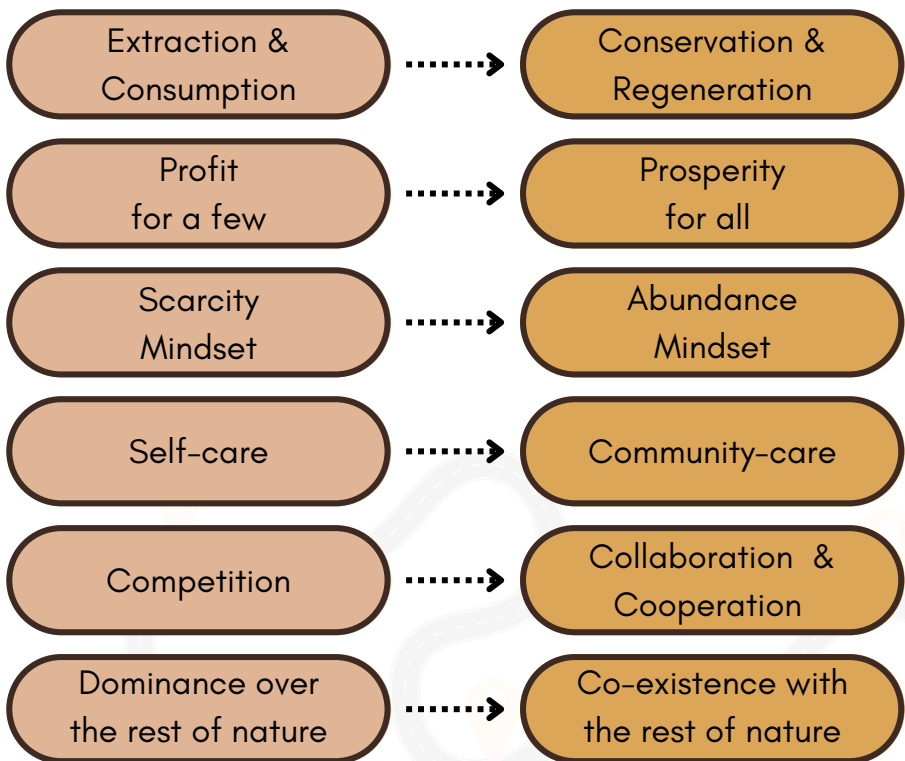 Extraction &
Consumption
Conservation &
Regeneration
Profit
for a few
Prosperity
for all
Scarcity
Mindset
Abundance
Mindset
Self-care
Community-care
Competition
Collaboration &
Cooperation
Dominance over
the rest of nature
Co-existence with
the rest of nature